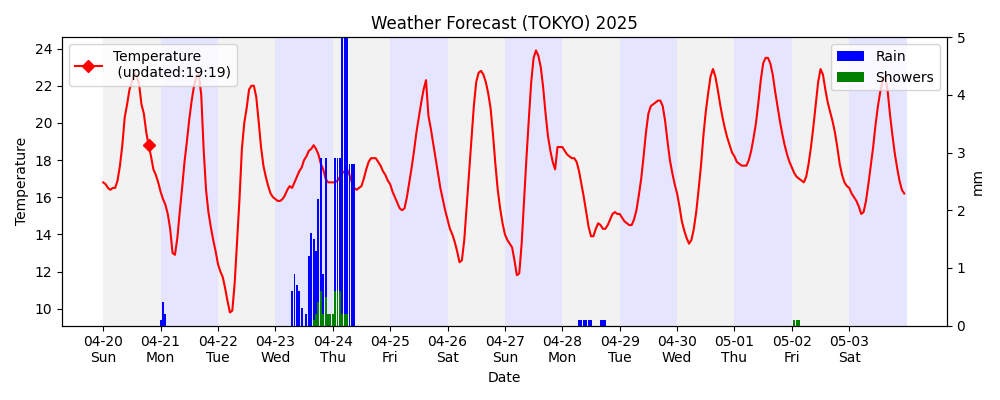 Weather Forecast (TOKYO) 2025
Temperature
(updated:19:19)
Rain
Showers
24
22
20
18
16
14
12
10
Temperature
5
4
3
2
1
0
mm
04-20 04-21 04-22 04-23 04-24 04-25 04-26 04-27 04-28 04-29 04-30 05-01 05-02 05-03
Sun Mon Tue Wed Thu Fri Sat Sun Mon Tue Wed Thu Fri Sat
Date